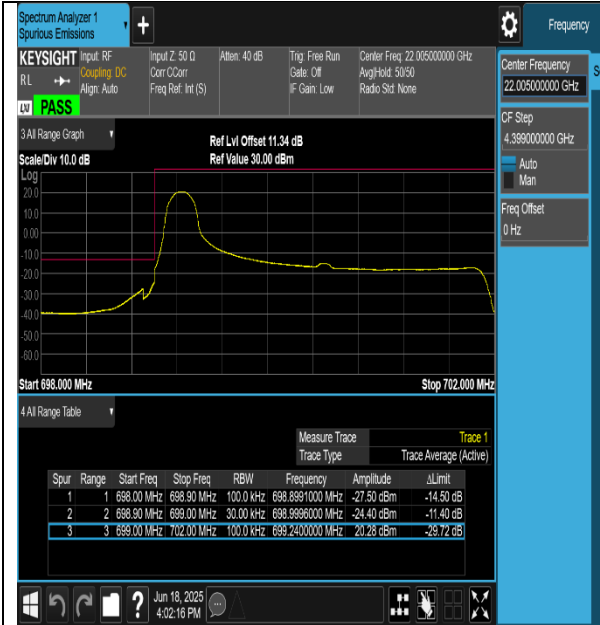 Spectrum Analyzer 1
Spurious Emissions
Frequency
KEYSIGHT Input: RF Input Z: 50 Ω Atten: 40 dB Trig: Free Run Center Freq: 22.005000000 GHz
RL Coupling: DC Corr CCorr Gate: Off Avg|Hold: 50/50
Align: Auto Freq Ref: Int (S) IF Gain: Low Radio Std: None
LXI PASS
Center Frequency
22.005000000 GHz
S
CF Step
4.399000000 GHz
Auto
Man
Freq Offset
0 Hz
3 All Range Graph
Ref Lvl Offset 11.34 dB
Scale/Div 10.0 dB Ref Value 30.00 dBm
Log
20.0
10.0
0.00
-10.0
-20.0
-30.0
-40.0
-50.0
-60.0
Start 698.000 MHz Stop 702.000 MHz
4 All Range Table
Measure Trace Trace 1
Trace Type Trace Average (Active)
Spur Range Start Freq Stop Freq RBW Frequency Amplitude ΔLimit
1 1 698.00 MHz 698.90 MHz 100.0 kHz 698.8991000 MHz -27.50 dBm -14.50 dB
2 2 698.90 MHz 699.00 MHz 30.00 kHz 698.9996000 MHz -24.40 dBm -11.40 dB
3 3 699.00 MHz 702.00 MHz 100.0 kHz 699.2400000 MHz 20.28 dBm -29.72 dB
Jun 18, 2025
4:02:16 PM